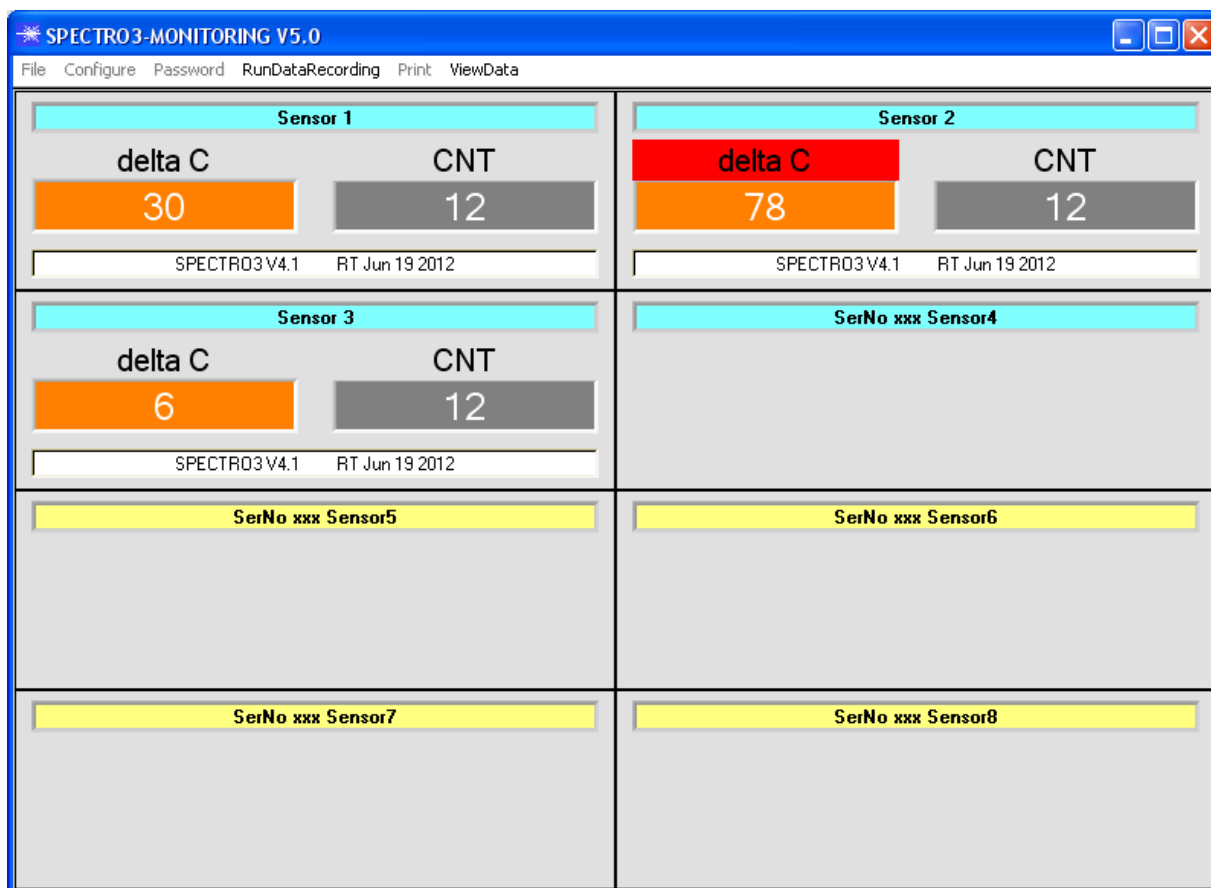 SPECTRO3-MONITORING V5.0
File Configure Password RunDataRecording Print ViewData
Sensor 1
delta C CNT
30 12
SPECTRO3 V4.1 RT Jun 19 2012
Sensor 2
delta C CNT
78 12
SPECTRO3 V4.1 RT Jun 19 2012
Sensor 3
delta C CNT
6 12
SPECTRO3 V4.1 RT Jun 19 2012
SerNo xxx Sensor4
SerNo xxx Sensor5
SerNo xxx Sensor6
SerNo xxx Sensor7
SerNo xxx Sensor8